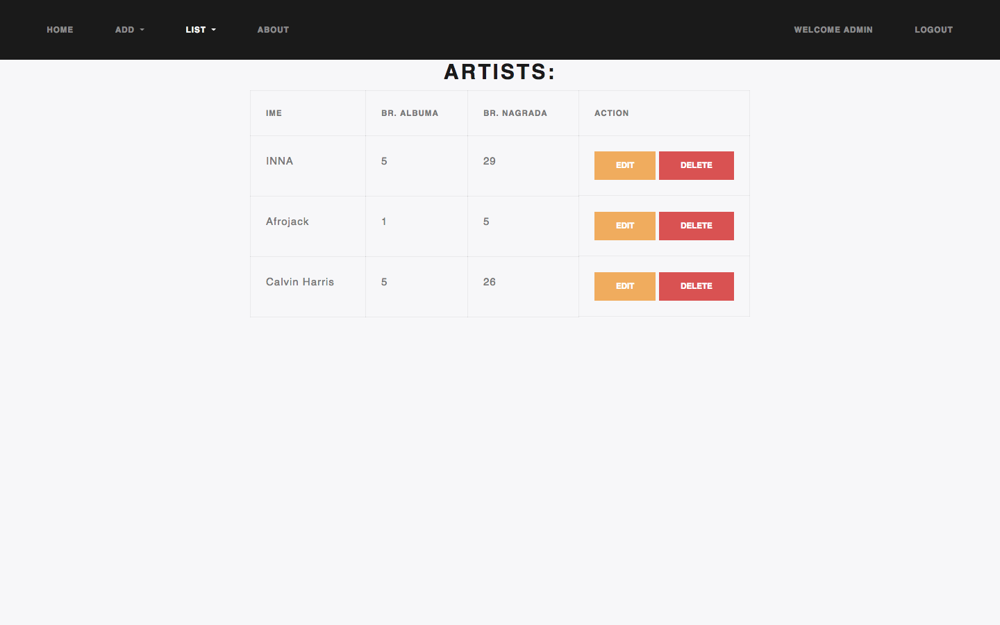 HOME ADD LIST ABOUT WELCOME ADMIN LOGOUT
ARTISTS:
IME BR. ALBUMA BR. NAGRADA ACTION
INNA 5 29 EDIT DELETE
Afrojack 1 5 EDIT DELETE
Calvin Harris 5 26 EDIT DELETE